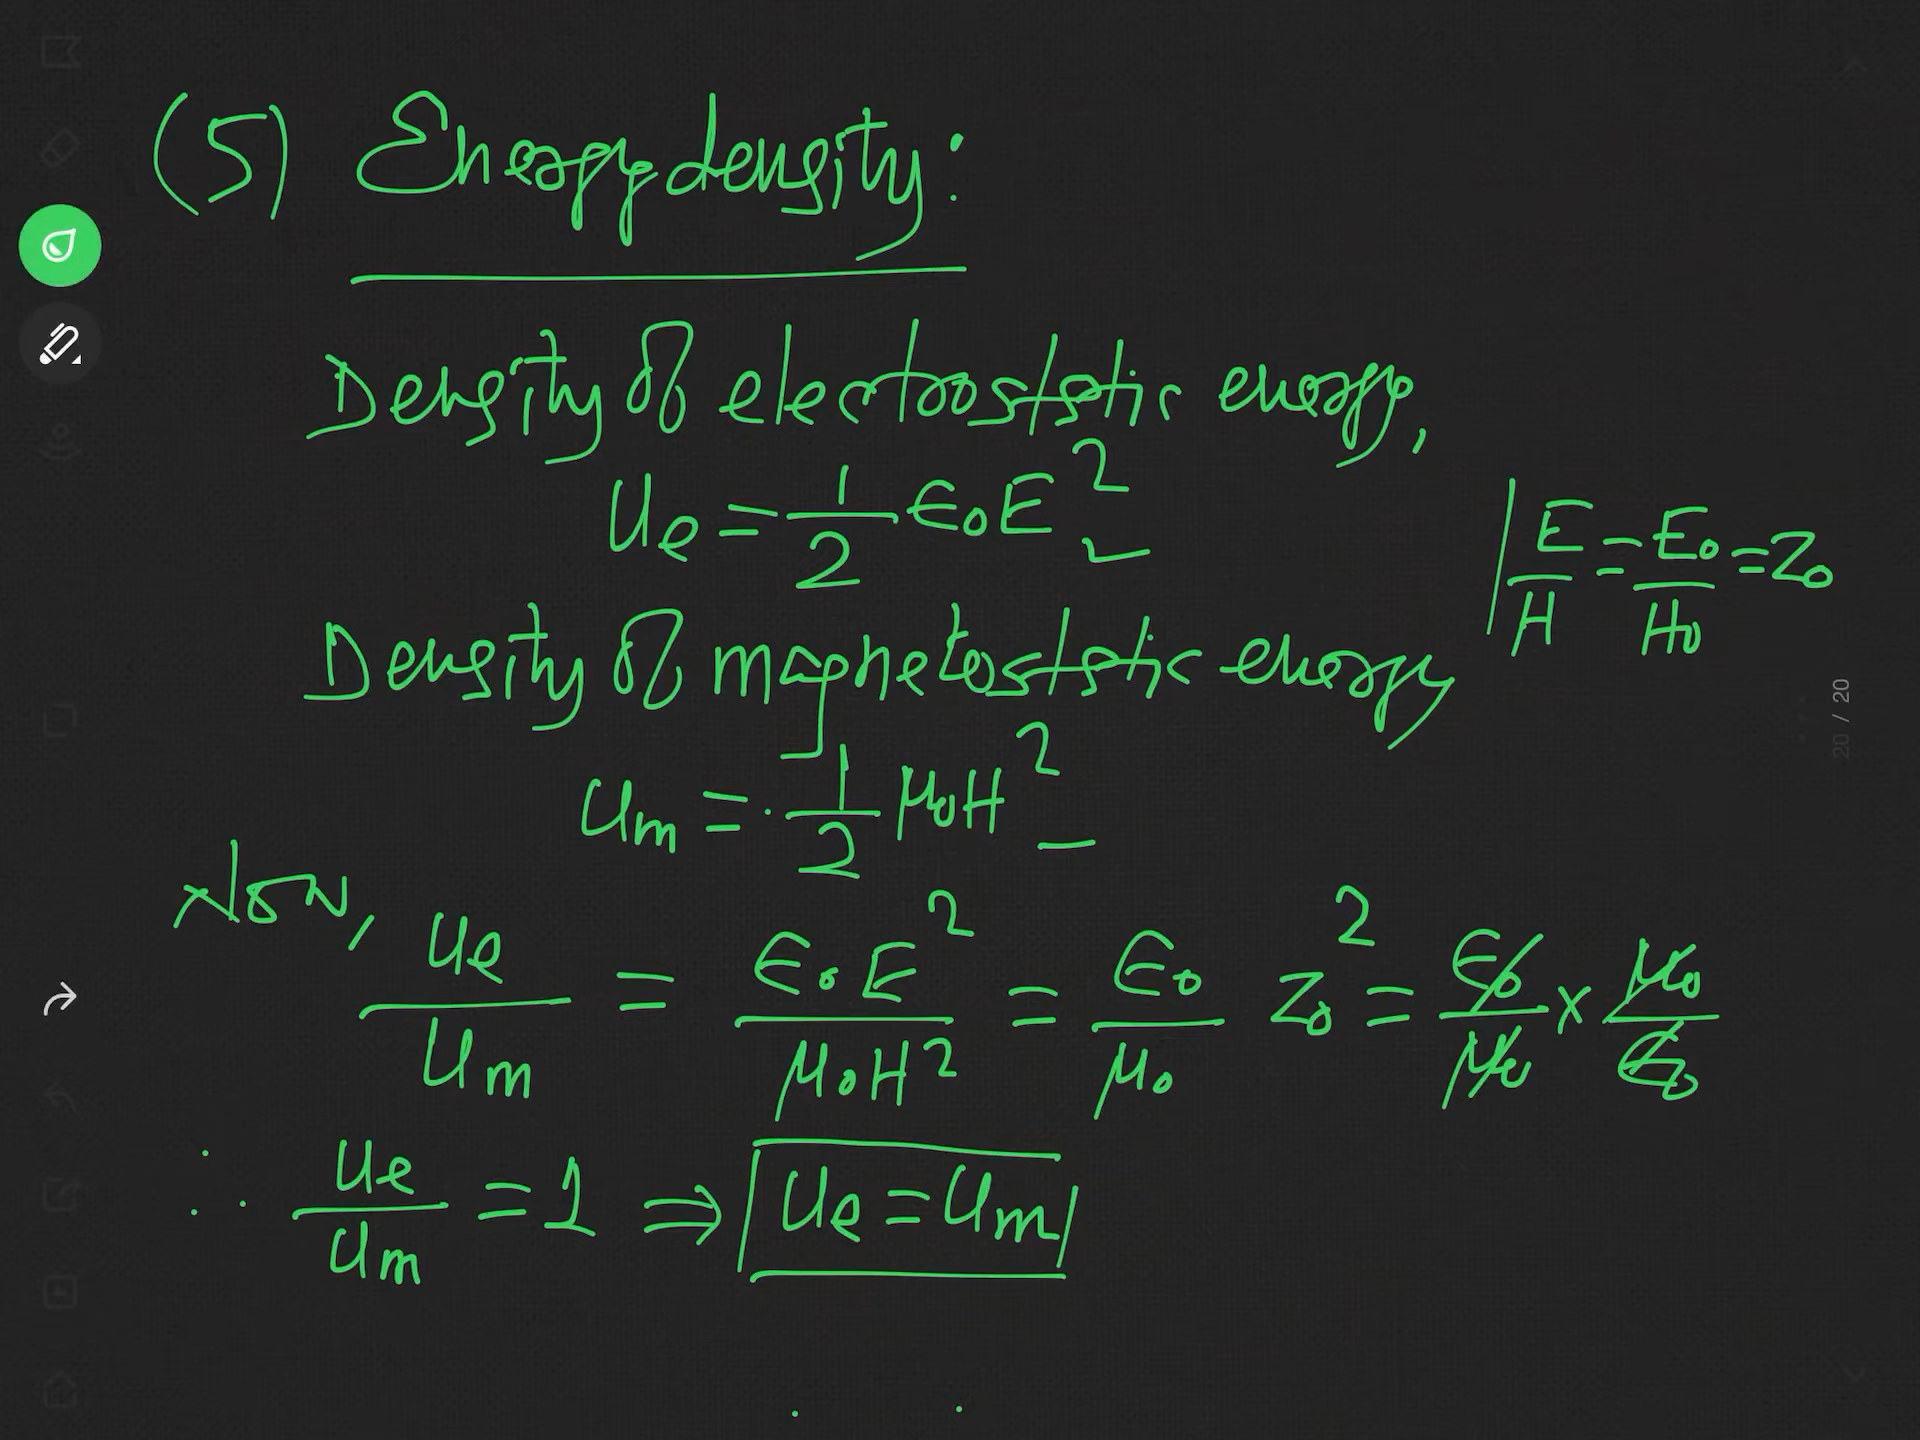 (5) Energy density:
Density of electrostatic energy,
Ue = 1/2 ϵ₀E²
E/H = E₀/H₀ = Z₀
Density of magnetostatic energy
Um = 1/2 μ₀H²
20 / 20
Now, Ue/Um = ϵ₀E²/μ₀H² = ϵ₀/μ₀ Z₀² = ϵ₀/μ₀ × μ₀/ϵ₀
∴ Ue/Um = 1 ⇒ Ue = Um